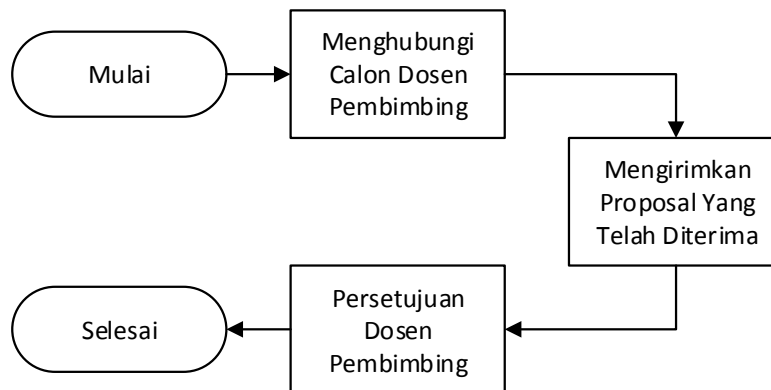 Mulai
Menghubungi
Calon Dosen
Pembimbing
Mengirimkan
Proposal Yang
Telah Diterima
Persetujuan
Dosen
Pembimbing
Selesai